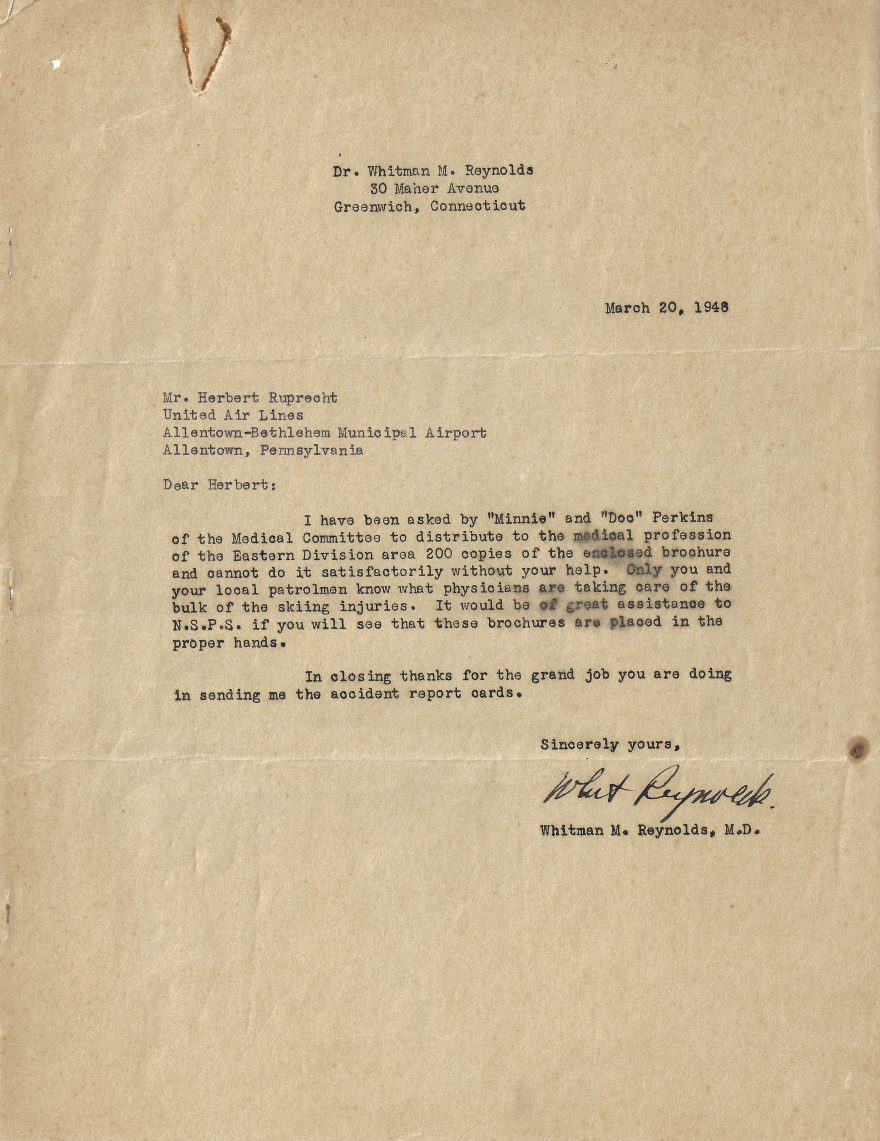 Dr. Whitman M. Reynolds
30 Maher Avenue
Greenwich, Connecticut
March 20, 1948
Mr. Herbert Ruprecht
United Air Lines
Allentown-Bethlehem Municipal Airport
Allentown, Pennsylvania
Dear Herbert:
I have been asked by "Minnie" and "Doc" Perkins
of the Medical Committee to distribute to the medical profession
of the Eastern Division area 200 copies of the enclosed brochure
and cannot do it satisfactorily without your help. Only you and
your local patrolmen know what physicians are taking care of the
bulk of the skiing injuries. It would be of great assistance to
N.S.P.S. if you will see that these brochures are placed in the
proper hands.
In closing thanks for the grand job you are doing
in sending me the accident report cards.
Sincerely yours,
Whit Reynolds.
Whitman M. Reynolds, M.D.